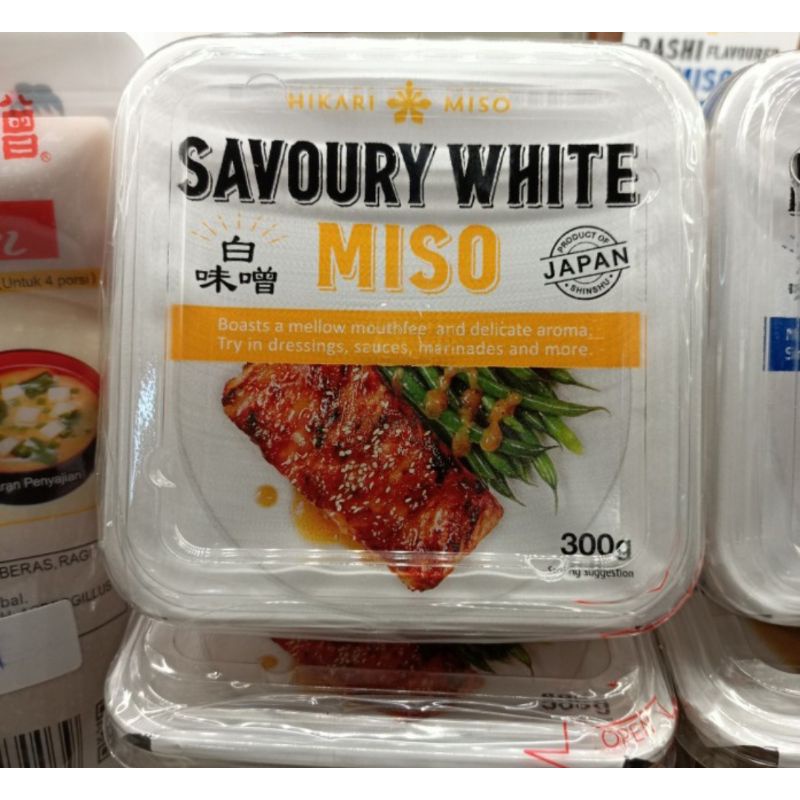 HIKARI MISO
SAVOURY WHITE
MISO
白
味噌
PRODUCT OF
JAPAN
SHINSHU
Boasts a mellow mouthfeel and delicate aroma.
Try in dressings, sauces, marinades and more.
300g
suggestion
DASHI FLAVOURED
MISO
(Untuk 4 porsi)
Penyajian
BERAS, RAGI
OPEN